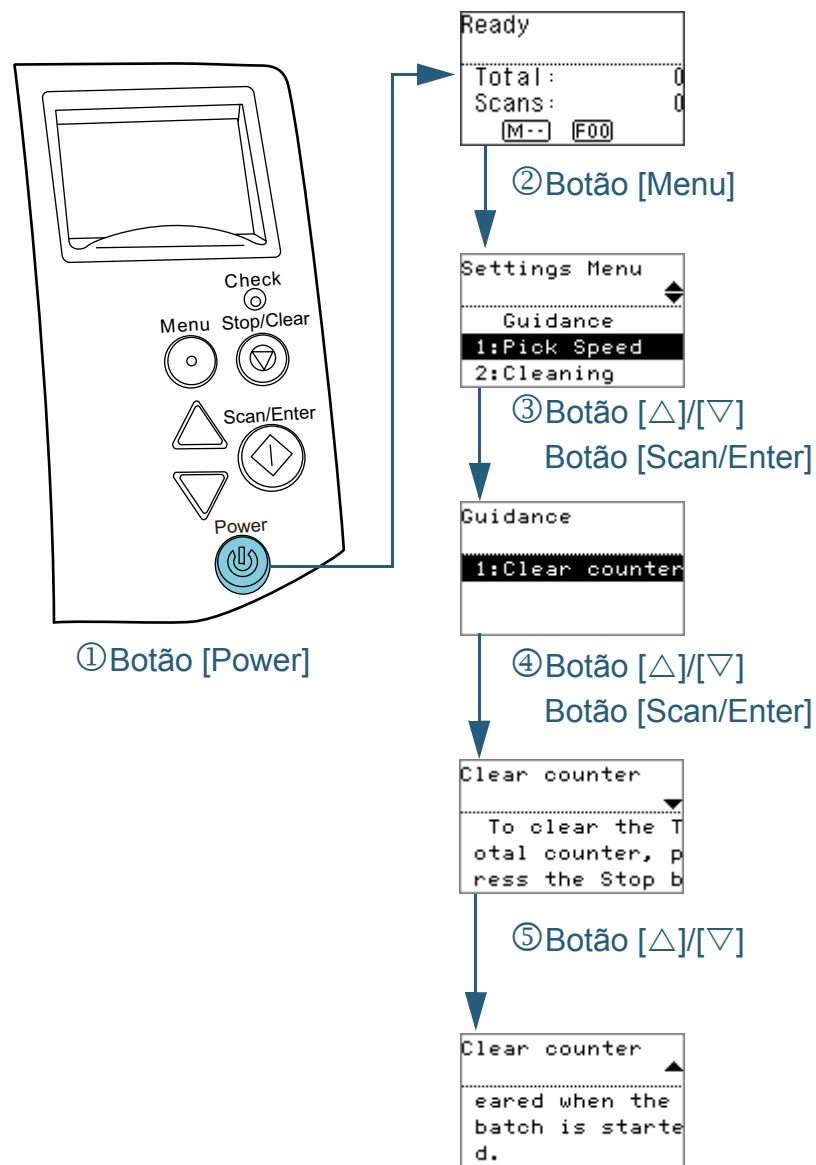 Check
Menu Stop/Clear
Scan/Enter
Power
①Botão [Power]
Ready
Total: 0
Scans: 0
M-- F00
②Botão [Menu]
Settings Menu
Guidance
1:Pick Speed
2:Cleaning
③Botão [△]/[▽]
Botão [Scan/Enter]
Guidance
1:Clear counter
④Botão [△]/[▽]
Botão [Scan/Enter]
Clear counter
To clear the T
otal counter, p
ress the Stop b
⑤Botão [△]/[▽]
Clear counter
eared when the
batch is starte
d.